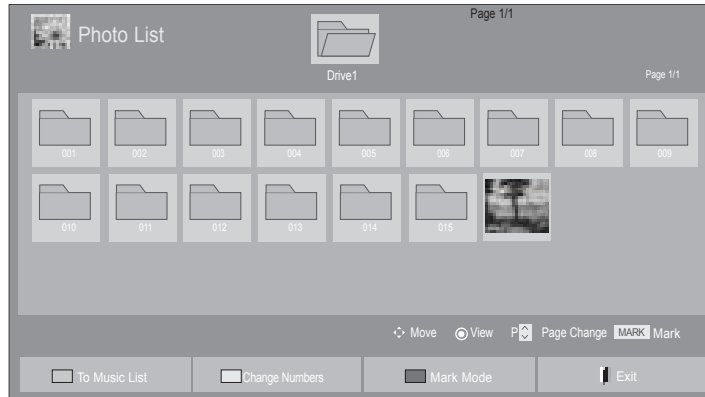 Page 1/1
Photo List
Drive1
Page 1/1
001 002 003 004 005 006 007 008 009
010 011 012 013 014 015
Move View P Page Change MARK Mark
To Music List Change Numbers Mark Mode Exit